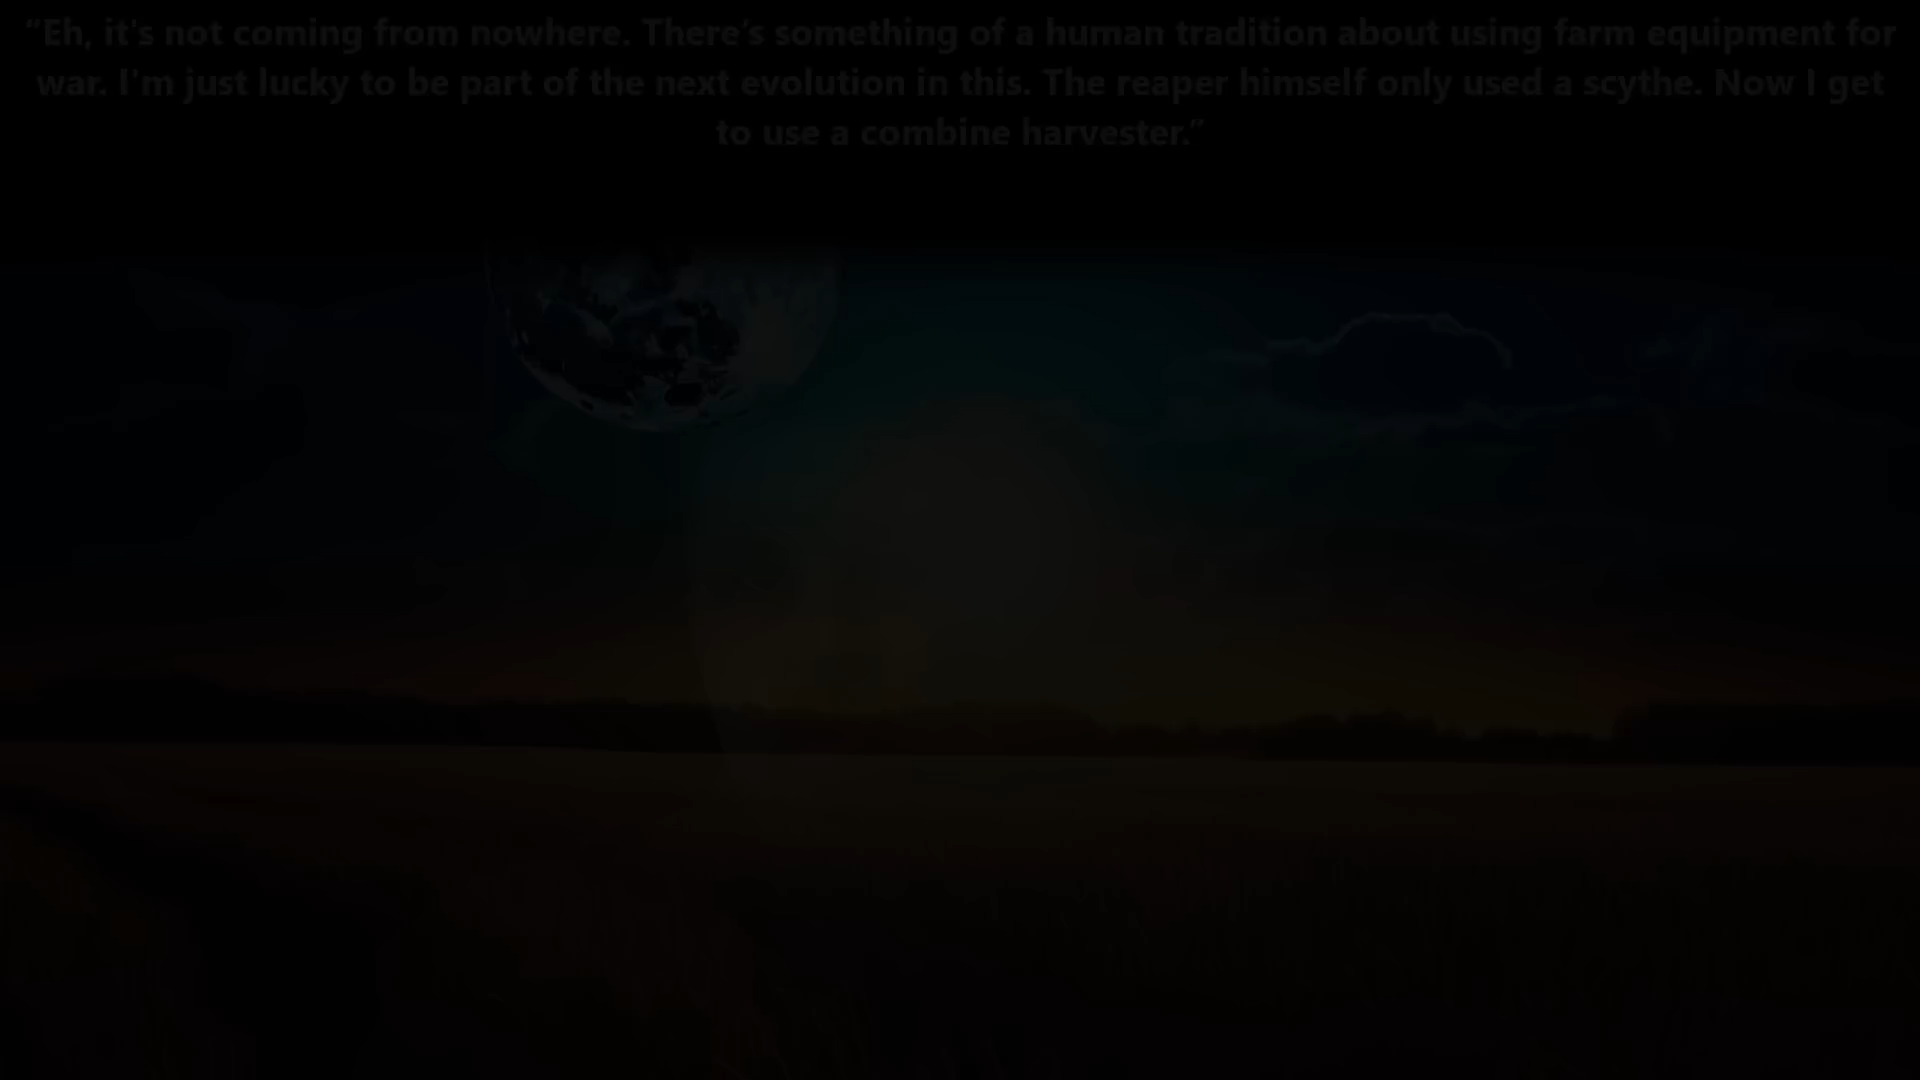 “Eh, it's not coming from nowhere. There’s something of a human tradition about using farm equipment for
war. I’m just lucky to be part of the next evolution in this. The reaper himself only used a scythe. Now I get
to use a combine harvester.”